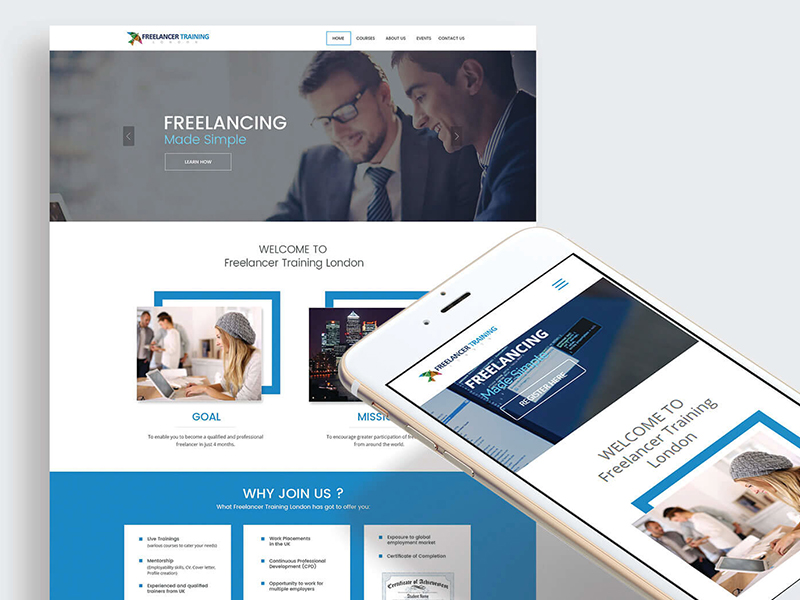 FREELANCER TRAINING
LONDON
HOME
COURSES
ABOUT US
EVENTS
CONTACT US
FREELANCING
Made Simple
LEARN HOW
WELCOME TO
Freelancer Training London
GOAL
To enable you to become a qualified and professional
Freelancer in just 4 months.
MISSI
To encourage greater participation of
from around the world.
WHY JOIN US ?
What Freelancer Training London has got to offer you:
Live Trainings
(various courses to cater your needs)
Mentorship
(Employability skills, CV, Cover letter,
Profile creation)
Experienced and qualified
trainers from UK
Work Placements
in the UK
Continuous Professional
Development (CPD)
Opportunity to work for
multiple employers
Exposure to global
employment market
Certificate of Completion
Certificate of Achievement
Student Name
FREELANCER TRAINING
FREELANCING
Made Simple
REGISTER HERE
WELCOME TO
Freelancer Training
London